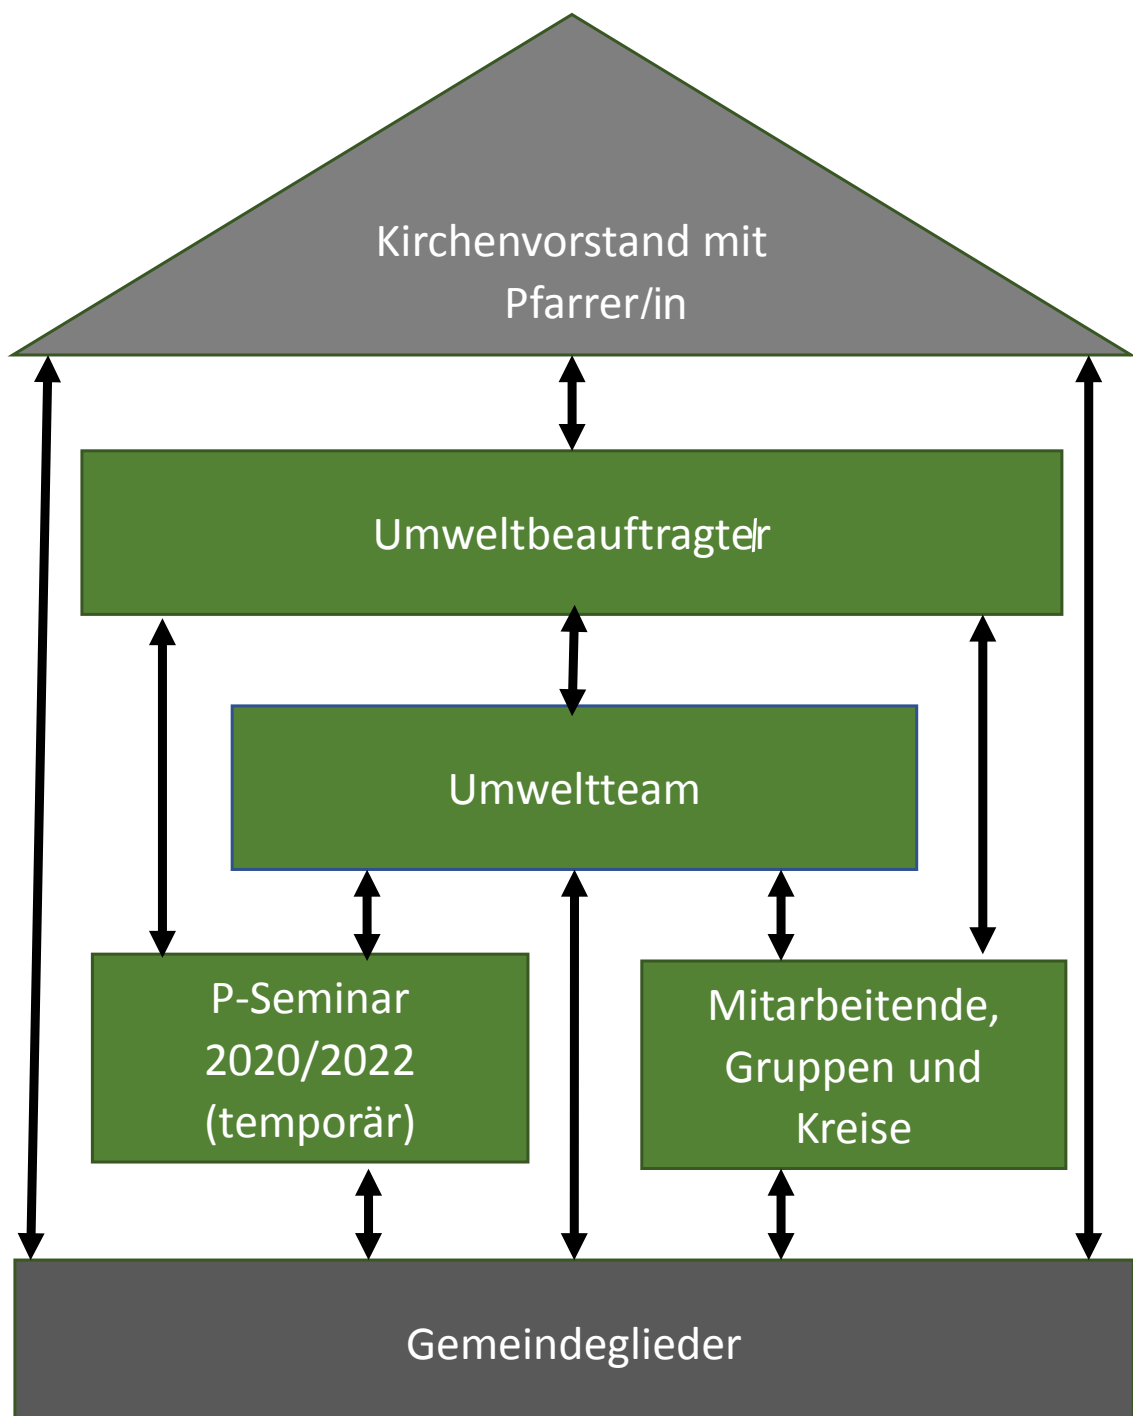 Kirchenvorstand mit
Pfarrer/in
Umweltbeauftragte/r
Umweltteam
P-Seminar
2020/2022
(temporär)
Mitarbeitende,
Gruppen und
Kreise
Gemeindeglieder